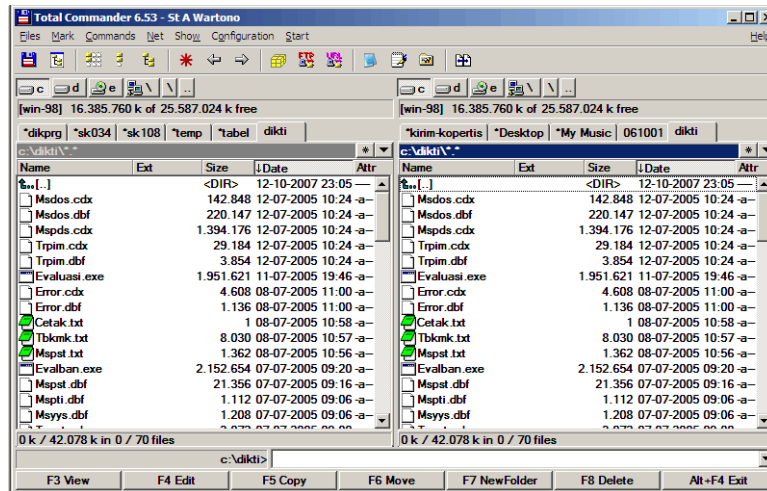 Total Commander 6.53 - St A Wartono
Files Mark Commands Net Show Configuration Start Help
FTP
c d e \ \ ..
c d e \ \ ..
[win-98] 16.385.760 k of 25.587.024 k free
[win-98] 16.385.760 k of 25.587.024 k free
*dikprg *sk034 *sk108 *temp *tabel dikti
*kirim-kopertis *Desktop *My Music 061001 dikti
c:\dikti\*.* * ▼
c:\dikti\*.* *
Name Ext Size ↓Date Attr
[..] <DIR> 12-10-2007 23:05 ----
Msdos.cdx 142.848 12-07-2005 10:24 -a--
Msdos.dbf 220.147 12-07-2005 10:24 -a--
Mspds.cdx 1.394.176 12-07-2005 10:24 -a--
Trpim.cdx 29.184 12-07-2005 10:24 -a--
Trpim.dbf 3.854 12-07-2005 10:24 -a--
Evaluasi.exe 1.951.621 11-07-2005 19:46 -a--
Error.cdx 4.608 08-07-2005 11:00 -a--
Error.dbf 1.136 08-07-2005 11:00 -a--
Cetak.txt 1 08-07-2005 10:58 -a--
Tbkmk.txt 8.030 08-07-2005 10:57 -a--
Mspst.txt 1.362 08-07-2005 10:56 -a--
Evalban.exe 2.152.654 07-07-2005 09:20 -a--
Mspst.dbf 21.356 07-07-2005 09:16 -a--
Mspti.dbf 1.112 07-07-2005 09:06 -a--
Msyys.dbf 1.208 07-07-2005 09:06 -a--
Name Ext Size ↓Date Attr
[..] <DIR> 12-10-2007 23:05 ----
Msdos.cdx 142.848 12-07-2005 10:24 -a--
Msdos.dbf 220.147 12-07-2005 10:24 -a--
Mspds.cdx 1.394.176 12-07-2005 10:24 -a--
Trpim.cdx 29.184 12-07-2005 10:24 -a--
Trpim.dbf 3.854 12-07-2005 10:24 -a--
Evaluasi.exe 1.951.621 11-07-2005 19:46 -a--
Error.cdx 4.608 08-07-2005 11:00 -a--
Error.dbf 1.136 08-07-2005 11:00 -a--
Cetak.txt 1 08-07-2005 10:58 -a--
Tbkmk.txt 8.030 08-07-2005 10:57 -a--
Mspst.txt 1.362 08-07-2005 10:56 -a--
Evalban.exe 2.152.654 07-07-2005 09:20 -a--
Mspst.dbf 21.356 07-07-2005 09:16 -a--
Mspti.dbf 1.112 07-07-2005 09:06 -a--
Msyys.dbf 1.208 07-07-2005 09:06 -a--
0 k / 42.078 k in 0 / 70 files
0 k / 42.078 k in 0 / 70 files
c:\dikti>
F3 View F4 Edit F5 Copy F6 Move F7 NewFolder F8 Delete Alt+F4 Exit